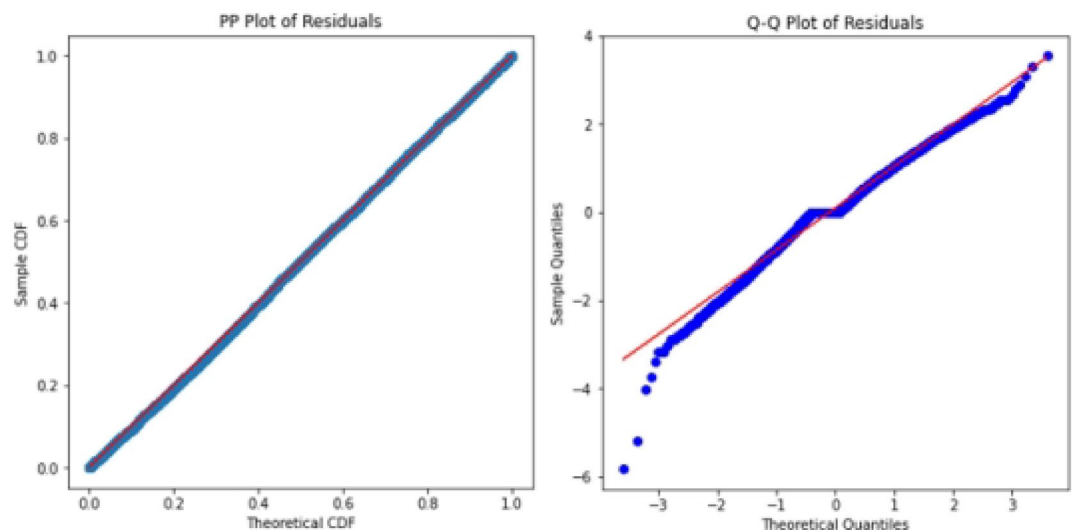 PP Plot of Residuals
1.0
0.8
0.6
0.4
0.2
0.0
Sample CDF
0.0 0.2 0.4 0.6 0.8 1.0
Theoretical CDF
Q-Q Plot of Residuals
4
2
0
−2
−4
−6
Sample Quantiles
−3 −2 −1 0 1 2 3
Theoretical Quantiles